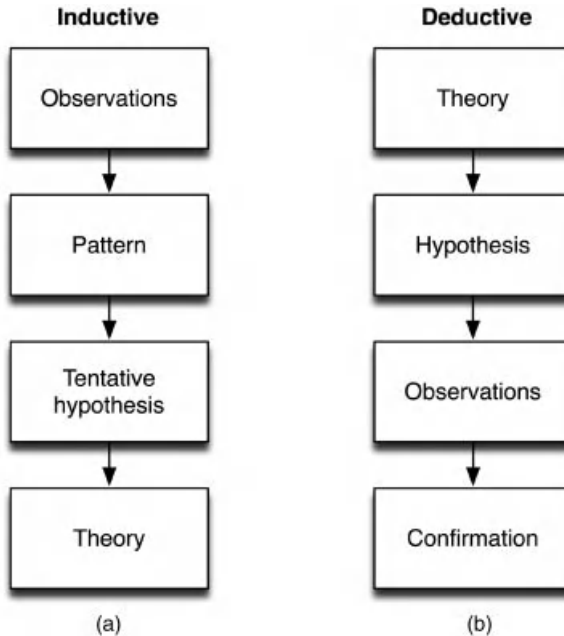 Inductive
Observations
Pattern
Tentative
hypothesis
Theory
(a)
Deductive
Theory
Hypothesis
Observations
Confirmation
(b)